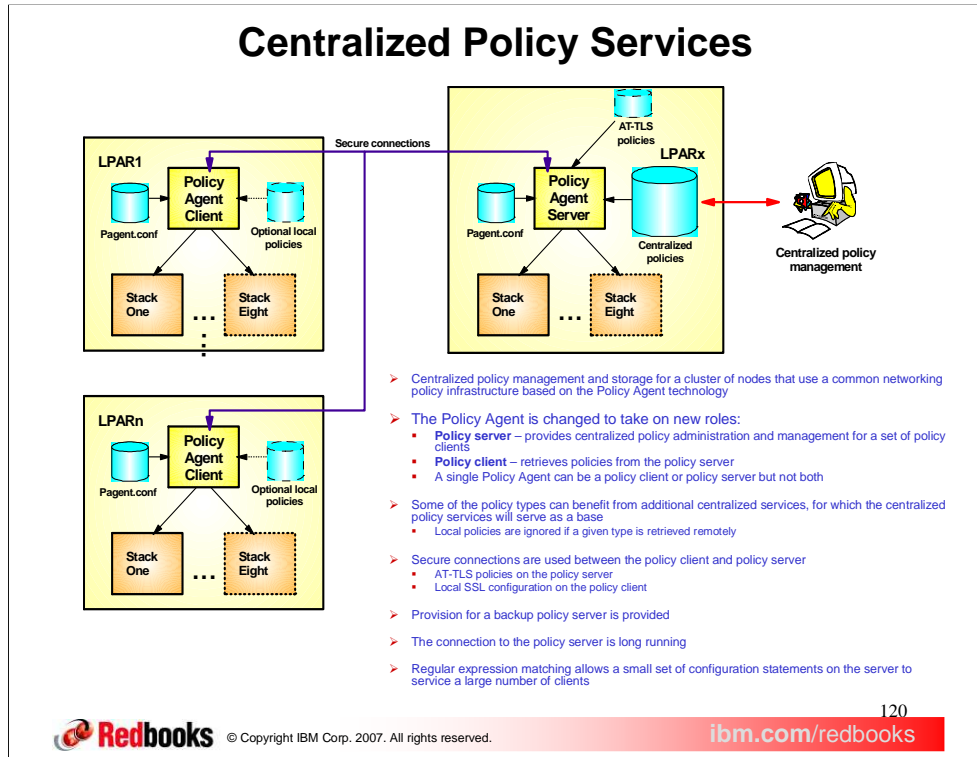 Centralized Policy Services
LPAR1
Policy
Agent
Client
Pagent.conf
Optional local
policies
Stack
One
...
Stack
Eight
Secure connections
AT-TLS
policies
LPARx
Policy
Agent
Server
Pagent.conf
Centralized
policies
Stack
One
...
Stack
Eight
Centralized policy
management
LPARn
Policy
Agent
Client
Pagent.conf
Optional local
policies
Stack
One
...
Stack
Eight
Centralized policy management and storage for a cluster of nodes that use a common networking
policy infrastructure based on the Policy Agent technology
The Policy Agent is changed to take on new roles:
Policy server – provides centralized policy administration and management for a set of policy
clients
Policy client – retrieves policies from the policy server
A single Policy Agent can be a policy client or policy server but not both
Some of the policy types can benefit from additional centralized services, for which the centralized
policy services will serve as a base
Local policies are ignored if a given type is retrieved remotely
Secure connections are used between the policy client and policy server
AT-TLS policies on the policy server
Local SSL configuration on the policy client
Provision for a backup policy server is provided
The connection to the policy server is long running
Regular expression matching allows a small set of configuration statements on the server to
service a large number of clients
120
Redbooks
© Copyright IBM Corp. 2007. All rights reserved.
ibm.com/redbooks